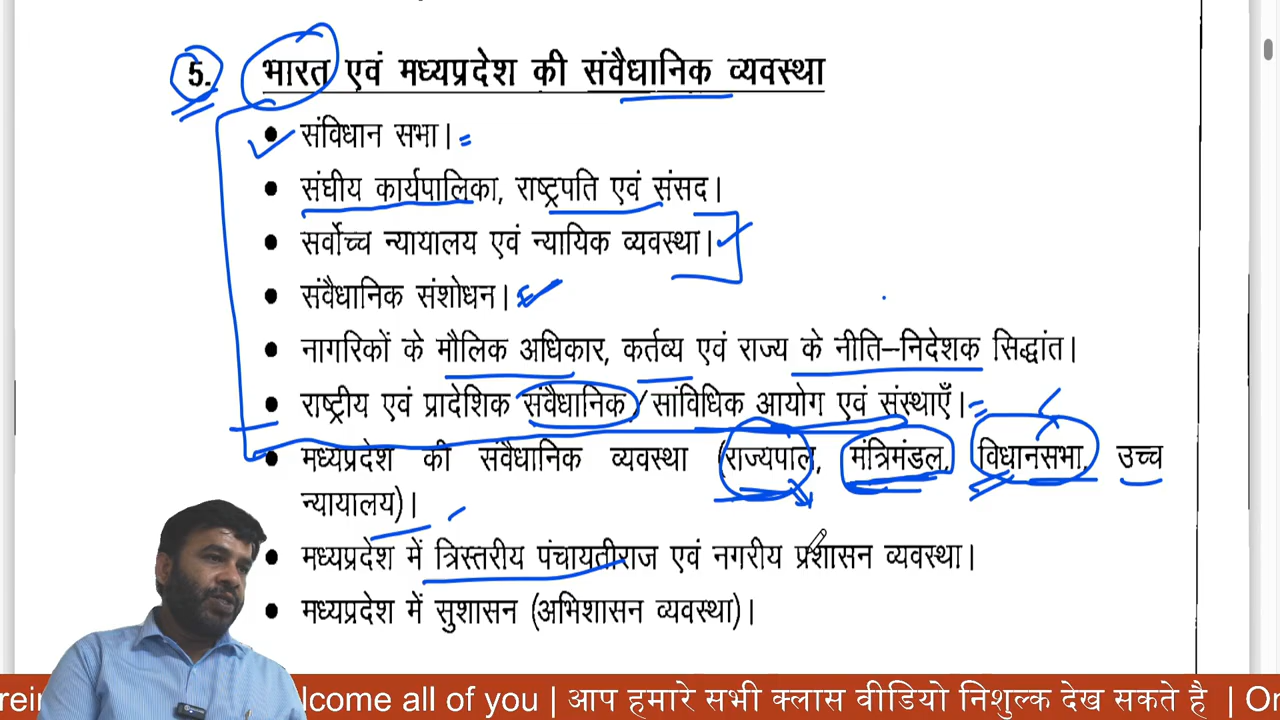 5. भारत एवं मध्यप्रदेश की संवैधानिक व्यवस्था
• संविधान सभा।
• संघीय कार्यपालिका, राष्ट्रपति एवं संसद।
• सर्वोच्च न्यायालय एवं न्यायिक व्यवस्था।
• संवैधानिक संशोधन।
• नागरिकों के मौलिक अधिकार, कर्तव्य एवं राज्य के नीति–निदेशक सिद्धांत।
• राष्ट्रीय एवं प्रादेशिक संवैधानिक/सांविधिक आयोग एवं संस्थाएँ।
• मध्यप्रदेश की संवैधानिक व्यवस्था (राज्यपाल, मंत्रिमंडल, विधानसभा, उच्च
न्यायालय)।
• मध्यप्रदेश में त्रिस्तरीय पंचायतीराज एवं नगरीय प्रशासन व्यवस्था।
• मध्यप्रदेश में सुशासन (अभिशासन व्यवस्था)।
lcome all of you | आप हमारे सभी क्लास वीडियो निशुल्क देख सकते है | On